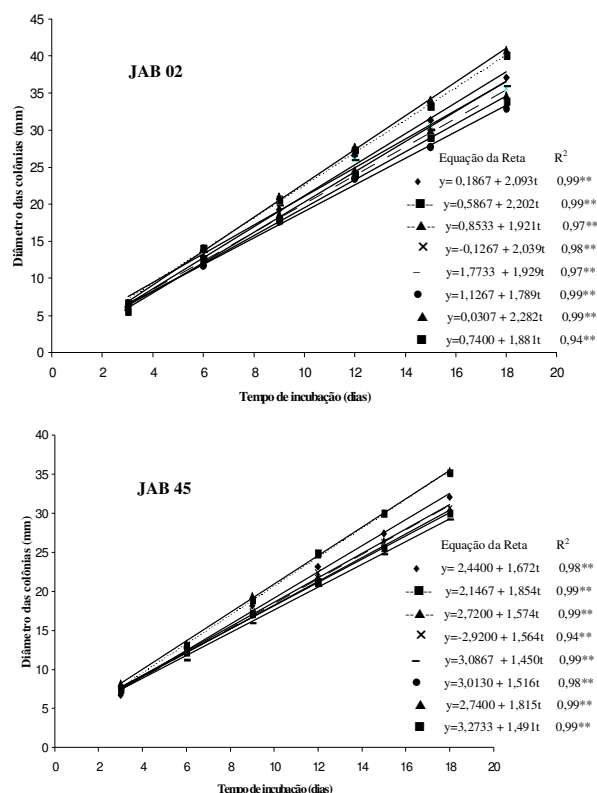 45
40
35
30
25
20
15
10
5
0
Diâmetro das colônias (mm)
JAB 02
Equação da Reta R²
y= 0,1867 + 2,093t 0,99**
y=0,5867 + 2,202t 0,99**
y=0,8533 + 1,921t 0,97**
y=-0,1267 + 2,039t 0,98**
y=1,7733 + 1,929t 0,97**
y=1,1267 + 1,789t 0,99**
y=0,0307 + 2,282t 0,99**
y=0,7400 + 1,881t 0,94**
0 2 4 6 8 10 12 14 16 18 20
Tempo de incubação (dias)
40
35
30
25
20
15
10
5
0
Diâmetro das colônias (mm)
JAB 45
Equação da Reta R²
y= 2,4400 + 1,672t 0,98**
y=2,1467 + 1,854t 0,99**
y=2,7200 + 1,574t 0,99**
y=-2,9200 + 1,564t 0,94**
y=3,0867 + 1,450t 0,99**
y=3,0130 + 1,516t 0,98**
y=2,7400 + 1,815t 0,99**
y=3,2733 + 1,491t 0,99**
0 2 4 6 8 10 12 14 16 18 20
Tempo de incubação (dias)